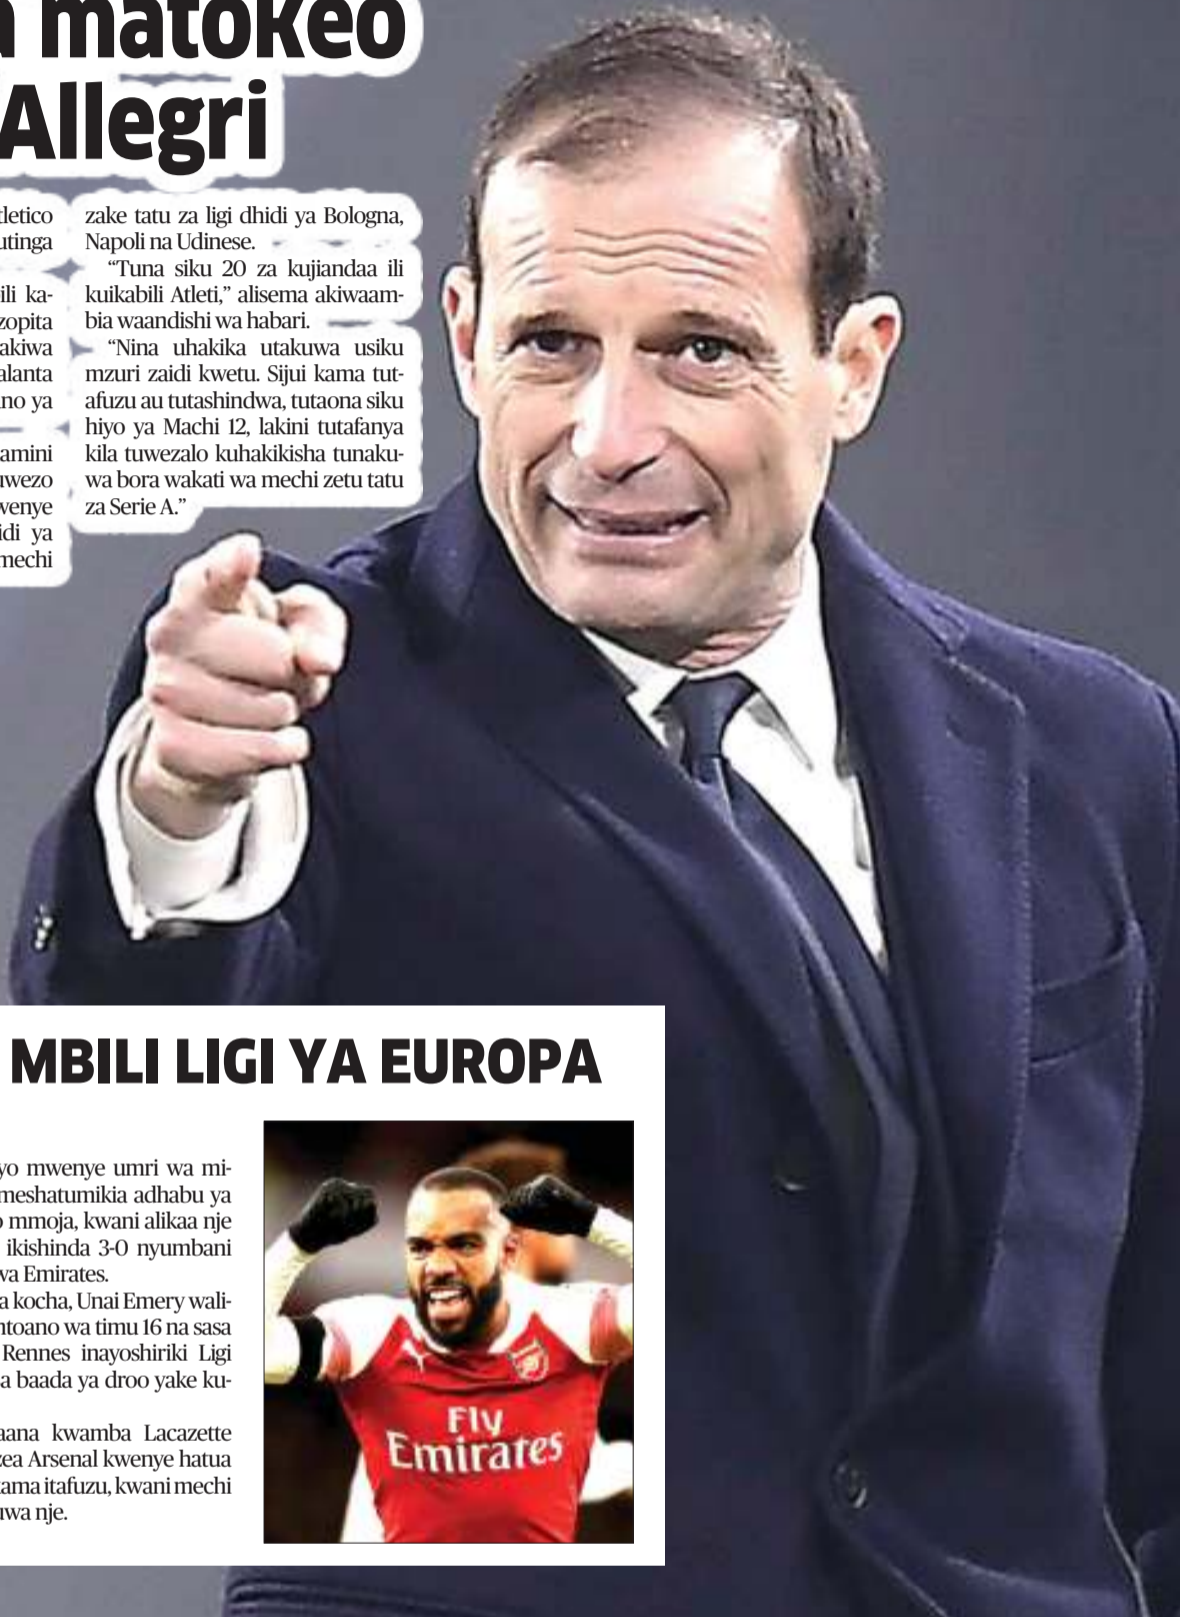 matokeo
Allegri
letico
utinga
ili ka-
zopita
akiwa
alanta
ano ya
amini
uwezo
wenye
idi ya
mechi
zake tatu za ligi dhidi ya Bologna,
Napoli na Udinese.
“Tuna siku 20 za kujiandaa ili
kuikabili Atleti,” alisema akiwaam-
bia waandishi wa habari.
“Nina uhakika utakuwa usiku
mzuri zaidi kwetu. Sijui kama tut-
afuzu au tutashindwa, tutaona siku
hiyo ya Machi 12, lakini tutafanya
kila tuwezalo kuhakikisha tunaku-
wa bora wakati wa mechi zetu tatu
za Serie A.”
MBILI LIGI YA EUROPA
yo mwenye umri wa mi-
meshatumikia adhabu ya
o mmoja, kwani alikaa nje
ikishinda 3-0 nyumbani
wa Emirates.
a kocha, Unai Emery wali-
ntoano wa timu 16 na sasa
Rennes inayoshiriki Ligi
a baada ya droo yake ku-
aana kwamba Lacazette
zea Arsenal kwenye hatua
kama itafuzu, kwani mechi
uwa nje.
Fly
Emirates